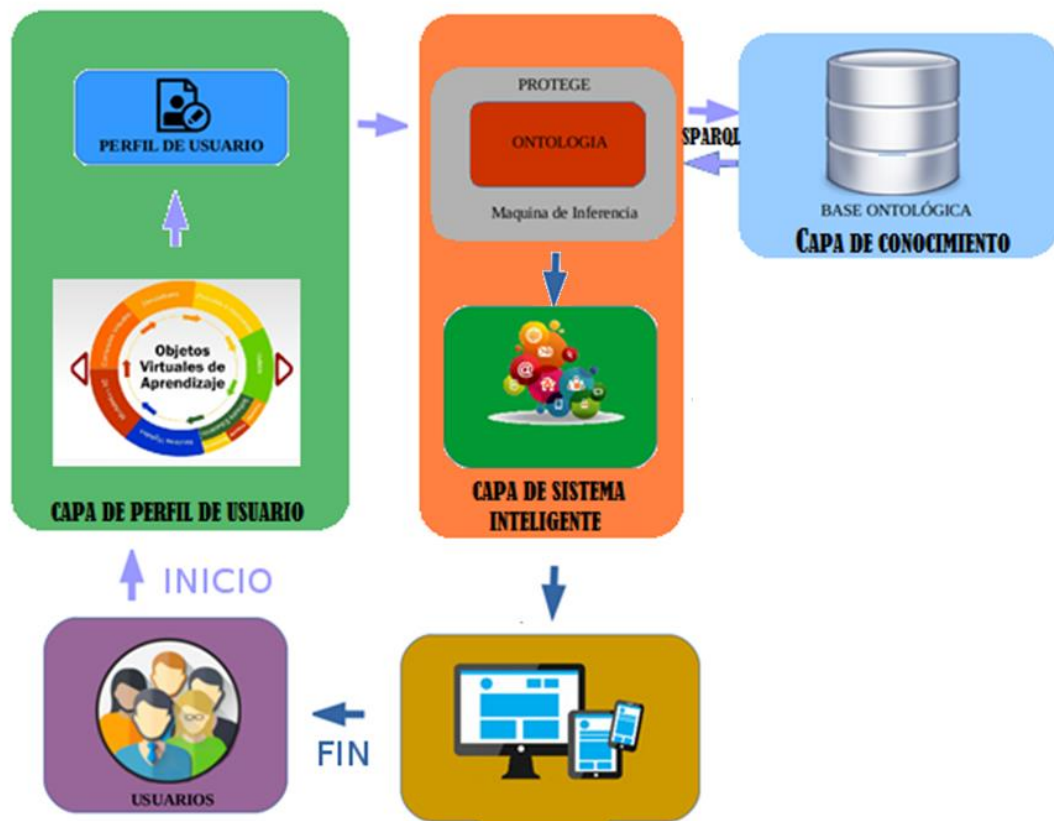 PERFIL DE USUARIO
Objetos
Virtuales de
Aprendizaje
CAPA DE PERFIL DE USUARIO
PROTEGE
ONTOLOGIA
Maquina de Inferencia
CAPA DE SISTEMA
INTELIGENTE
SPARQL
BASE ONTOLÓGICA
CAPA DE CONOCIMIENTO
INICIO
USUARIOS
FIN